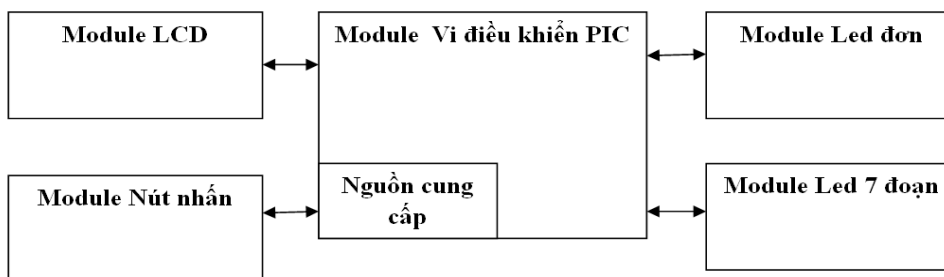 Module LCD
Module Vi điều khiển PIC
Module Led đơn
Module Nút nhấn
Nguồn cung
cấp
Module Led 7 đoạn